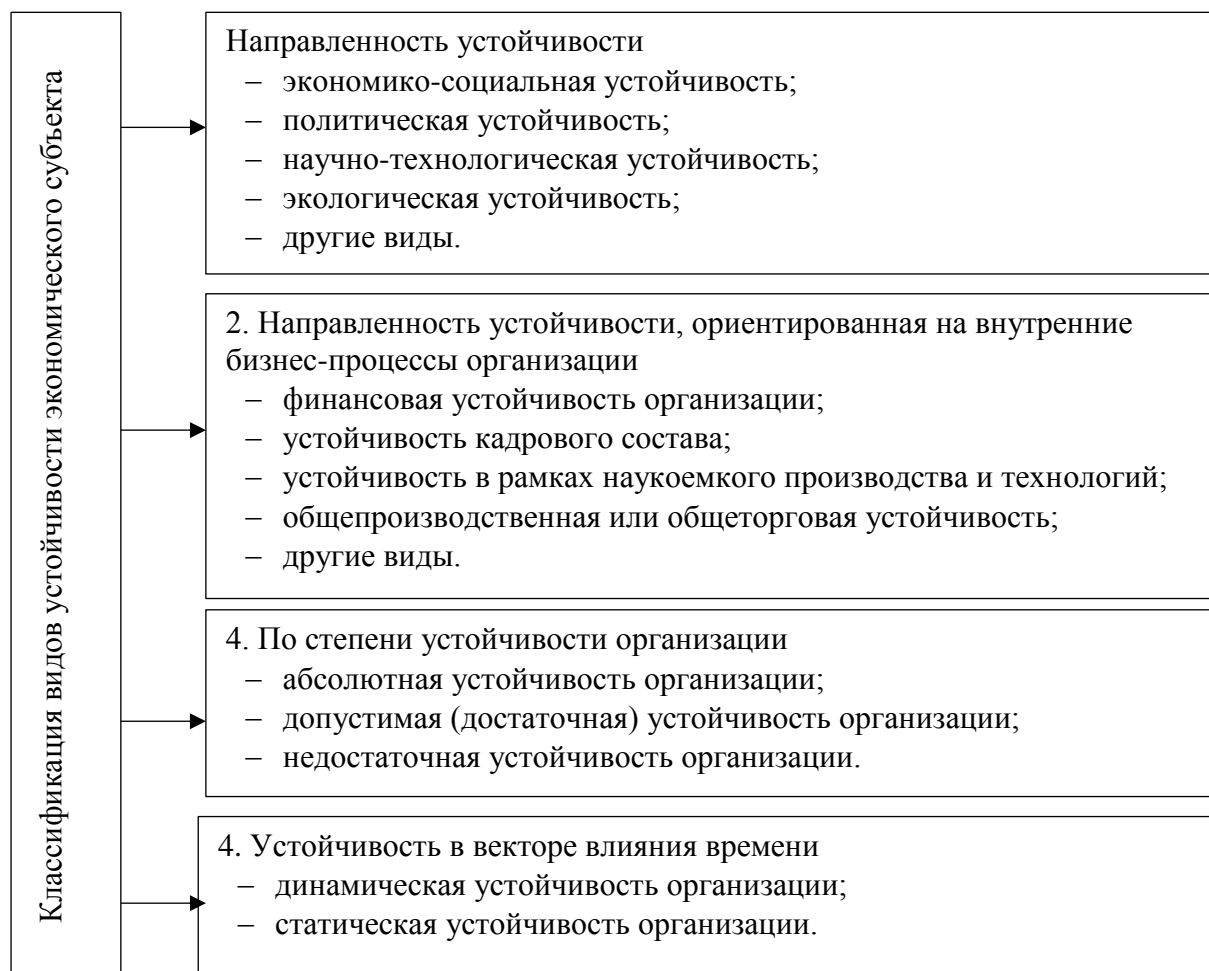 Классификация видов устойчивости экономического субъекта
Направленность устойчивости
– экономико-социальная устойчивость;
– политическая устойчивость;
– научно-технологическая устойчивость;
– экологическая устойчивость;
– другие виды.
2. Направленность устойчивости, ориентированная на внутренние
бизнес-процессы организации
– финансовая устойчивость организации;
– устойчивость кадрового состава;
– устойчивость в рамках наукоемкого производства и технологий;
– общепроизводственная или общеторговая устойчивость;
– другие виды.
4. По степени устойчивости организации
– абсолютная устойчивость организации;
– допустимая (достаточная) устойчивость организации;
– недостаточная устойчивость организации.
4. Устойчивость в векторе влияния времени
– динамическая устойчивость организации;
– статическая устойчивость организации.